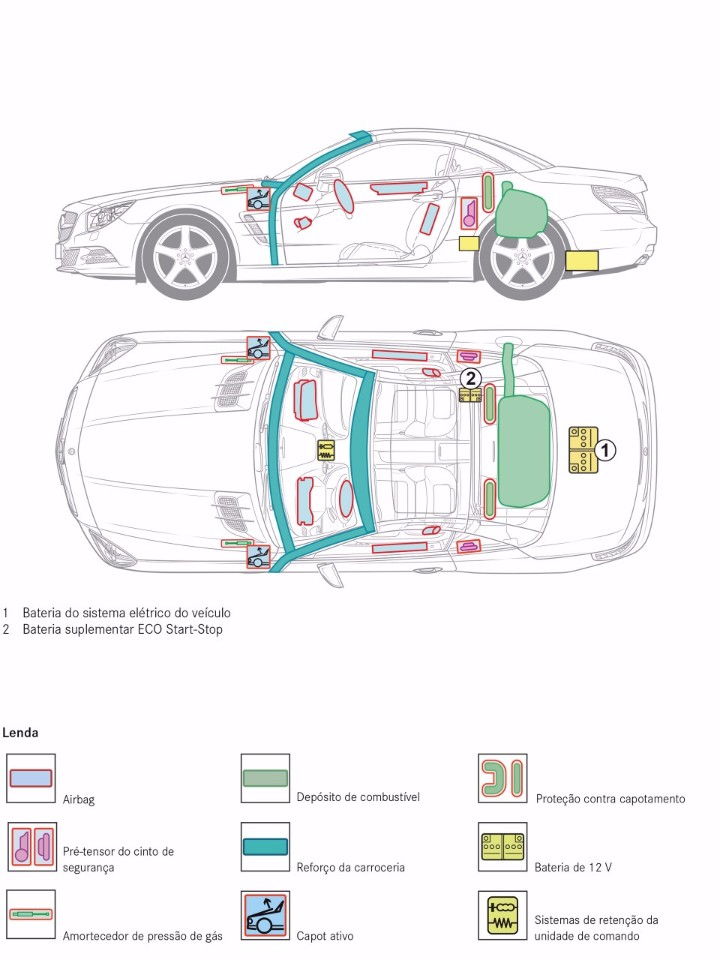 2
1
1 Bateria do sistema elétrico do veículo
2 Bateria suplementar ECO Start-Stop
Lenda
Airbag
Depósito de combustível
Proteção contra capotamento
Pré-tensor do cinto de
segurança
Reforço da carroceria
Bateria de 12 V
Amortecedor de pressão de gás
Capot ativo
Sistemas de retenção da
unidade de comando